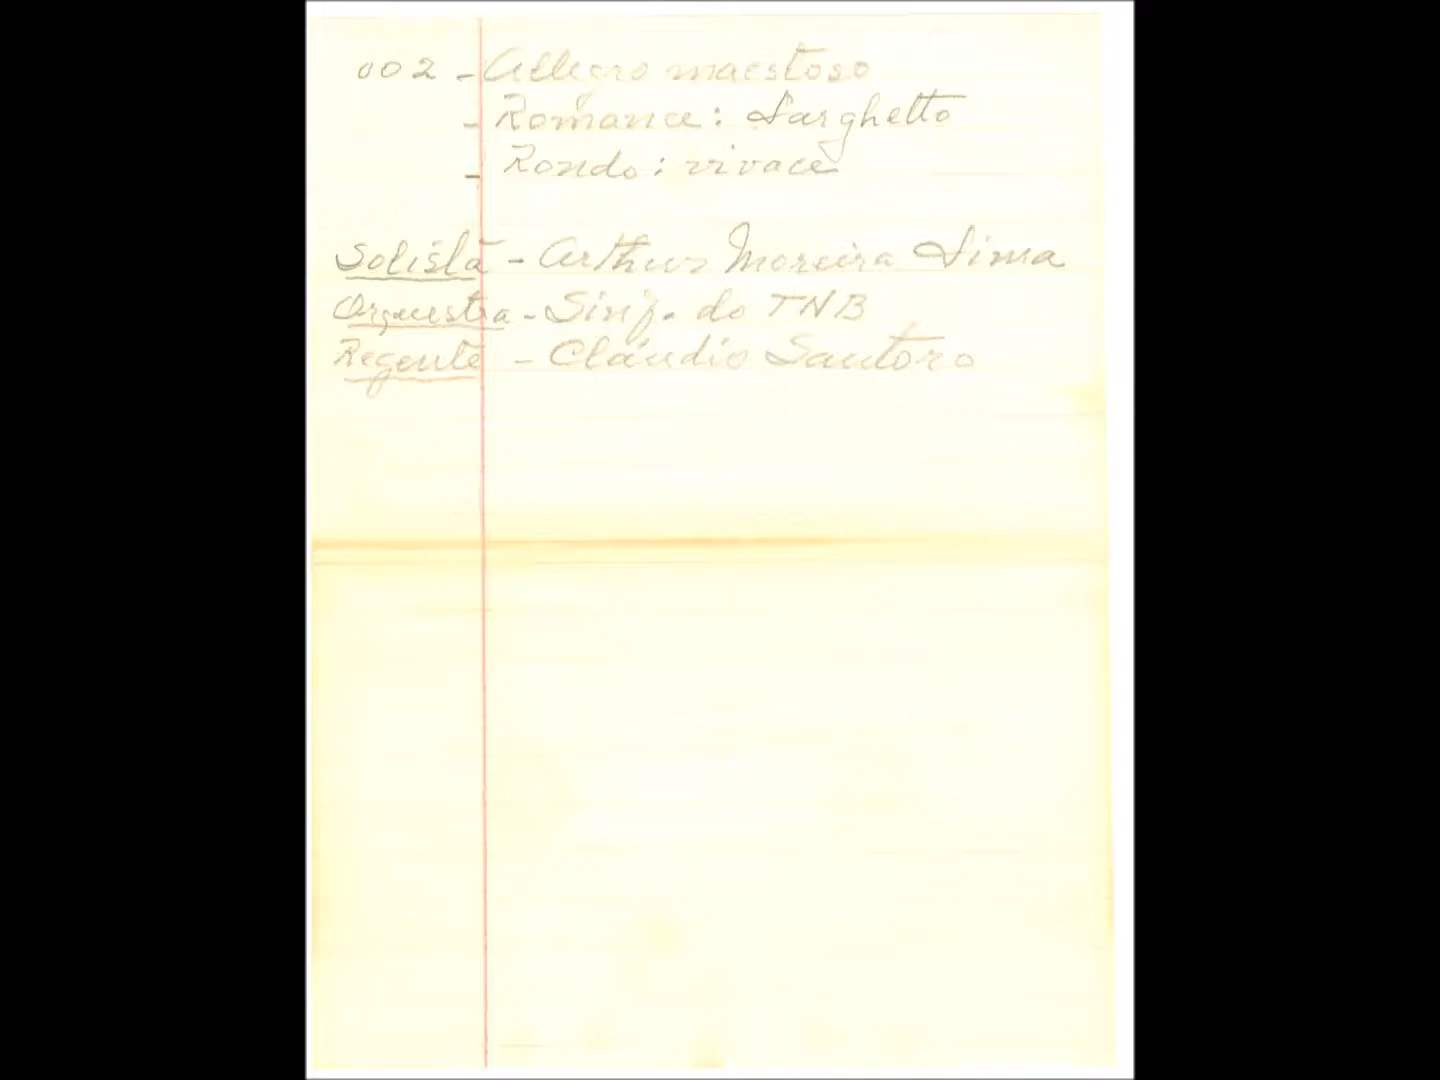 002 - Allegro maestoso
- Romance: Larghetto
- Rondo: vivace
Solista - Arthur Moreira Lima
Orquestra - Sinf. do TNB
Regente - Cláudio Santoro